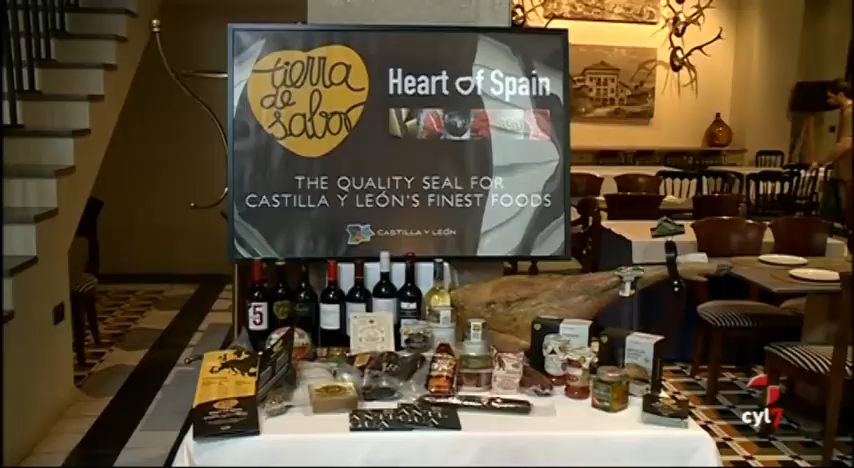 tierra
de
sabor
Heart of Spain
THE QUALITY SEAL FOR
CASTILLA Y LEÓN'S FINEST FOODS
CASTILLA Y LEÓN
5
cyl7